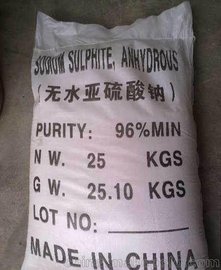 SODIUM SULPHITE, ANHYDROUS
(无水亚硫酸钠)
PURITY: 96%MIN
N W. 25 KGS
G W. 25.10 KGS
LOT NO:
MADE IN CHINA